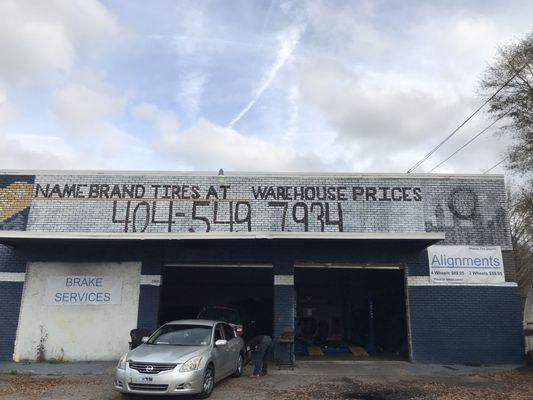 NAME BRAND TIRES AT WAREHOUSE PRICES
404-549-7934
BRAKE
SERVICES
Alignments
4 Wheels $89.95 2 Wheels $69.95